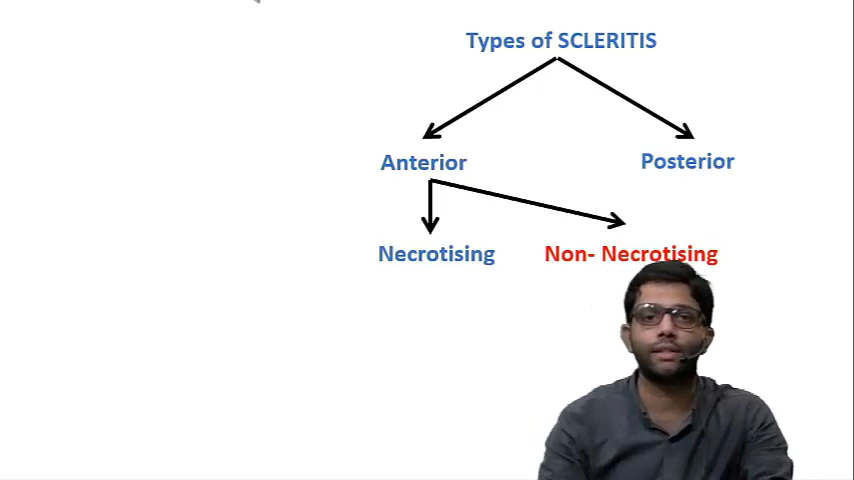 Types of SCLERITIS
Anterior
Posterior
Necrotising
Non- Necrotising